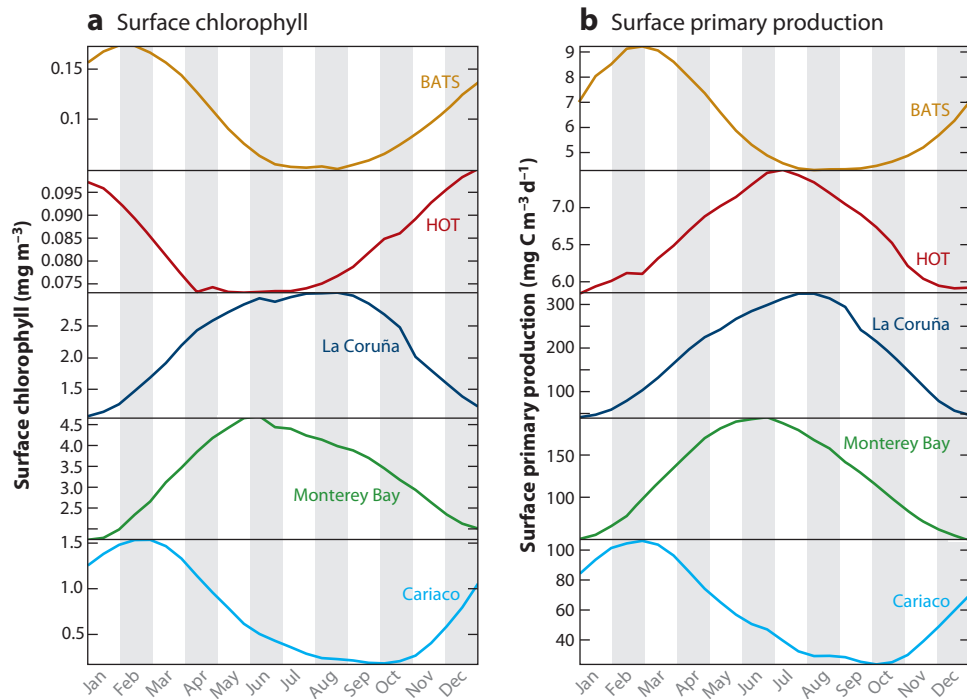 a Surface chlorophyll
Surface chlorophyll (mg m⁻³)
0.15
0.1
BATS
0.095
0.090
0.085
0.080
0.075
HOT
2.5
2.0
1.5
La Coruña
4.5
4.0
3.5
3.0
2.5
Monterey Bay
1.5
1.0
0.5
Cariaco
Jan Feb Mar Apr May Jun Jul Aug Sep Oct Nov Dec
b Surface primary production
Surface primary production (mg C m⁻³ d⁻¹)
9
8
7
6
5
BATS
7.0
6.5
6.0
HOT
300
200
100
La Coruña
150
100
Monterey Bay
100
80
60
40
Cariaco
Jan Feb Mar Apr May Jun Jul Aug Sep Oct Nov Dec